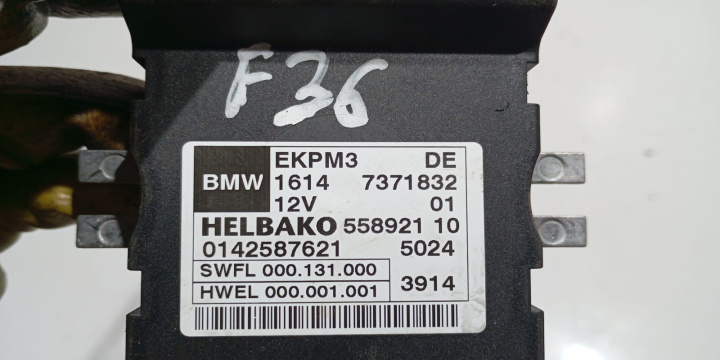 F36
EKPM3 DE
BMW 1614 7371832
12V 01
HELBAKO 558921 10
0142587621 5024
SWFL 000.131.000
HWEL 000.001.001 3914